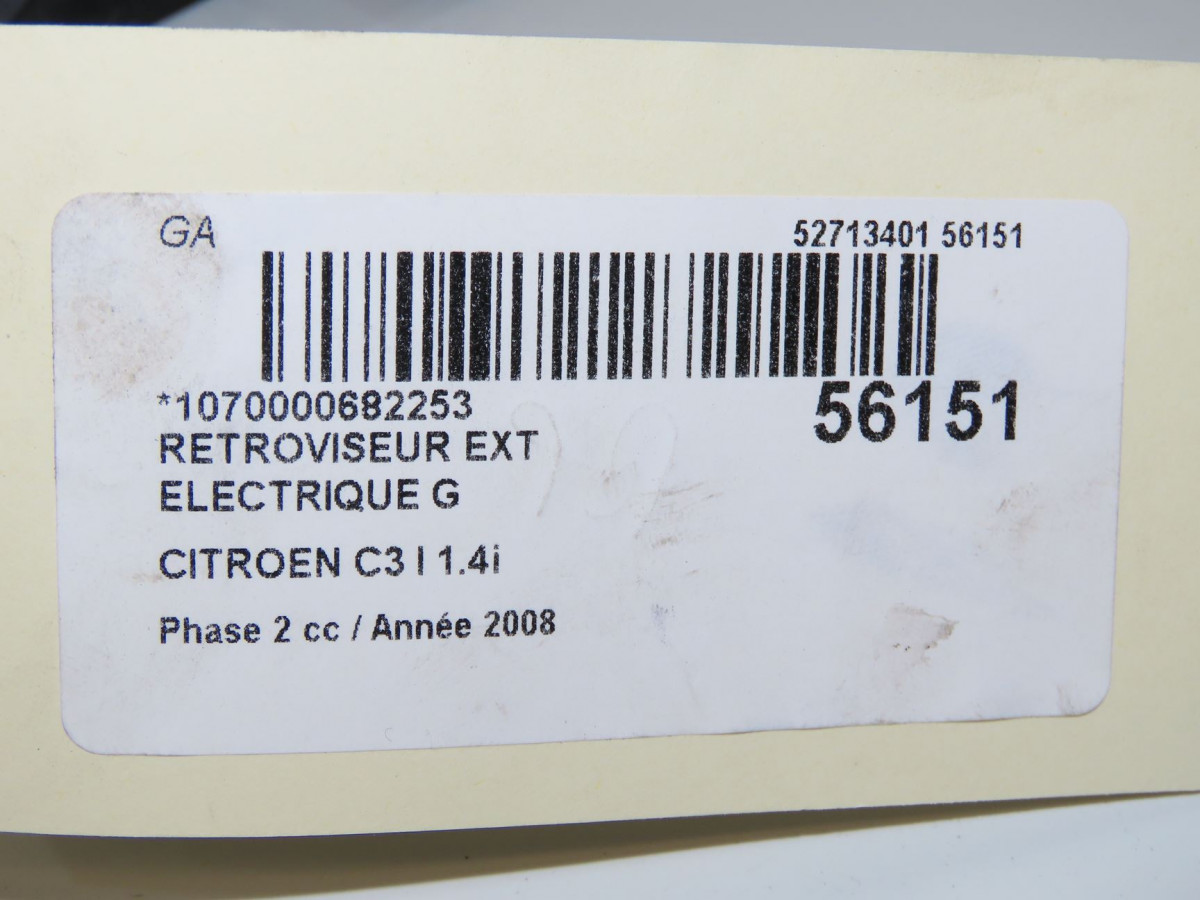 GA
52713401 56151
*1070000682253
56151
RETROVISEUR EXT
ELECTRIQUE G
CITROEN C3 I 1.4i
Phase 2 cc / Année 2008